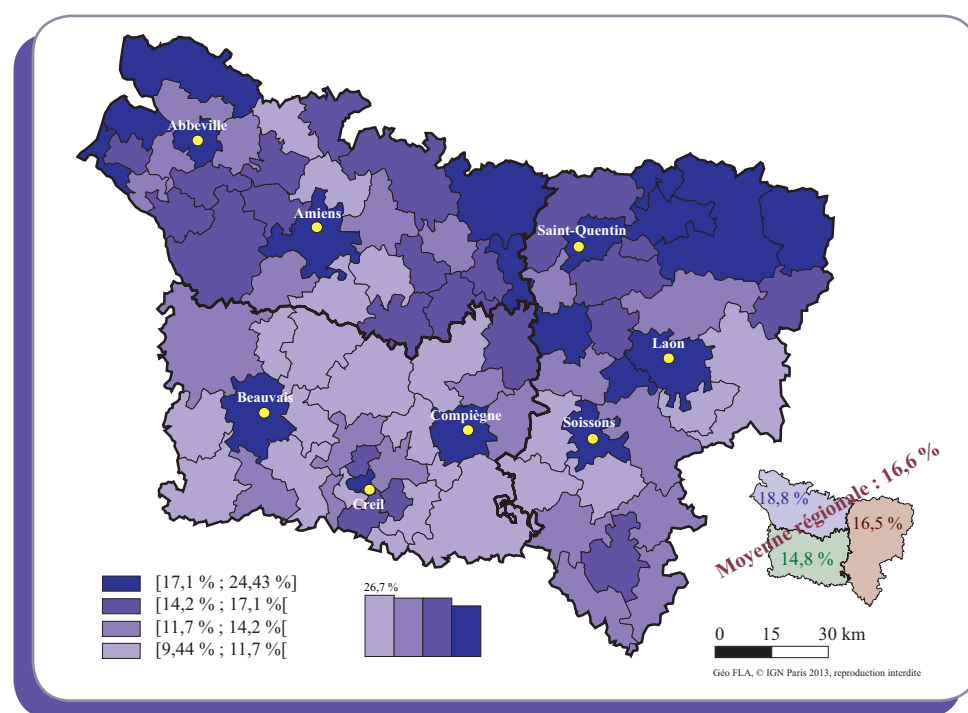 Abbeville
Amiens
Saint-Quentin
Laon
Beauvais
Compiègne
Soissons
Creil
Moyenne régionale : 16,6 %
18,8 %
16,5 %
14,8 %
[17,1 % ; 24,43 %]
[14,2 % ; 17,1 %[
[11,7 % ; 14,2 %[
[9,44 % ; 11,7 %[
26,7 %
0 15 30 km
Géo FLA, © IGN Paris 2013, reproduction interdite